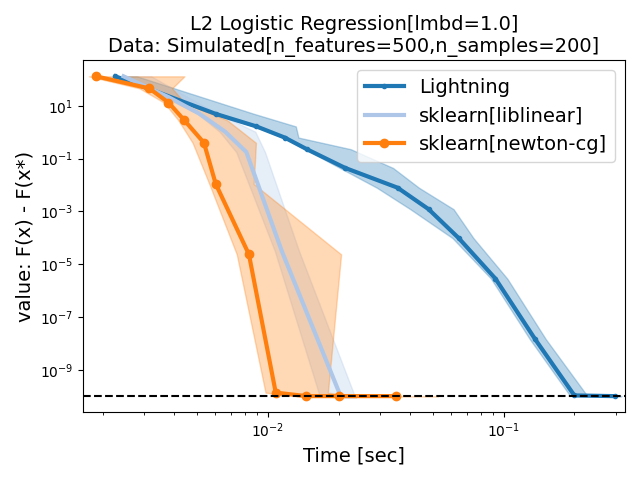 L2 Logistic Regression[lmbd=1.0]
Data: Simulated[n_features=500,n_samples=200]
Lightning
sklearn[liblinear]
sklearn[newton-cg]
value: F(x) - F(x*)
10¹
10⁻¹
10⁻³
10⁻⁵
10⁻⁷
10⁻⁹
10⁻²
10⁻¹
Time [sec]